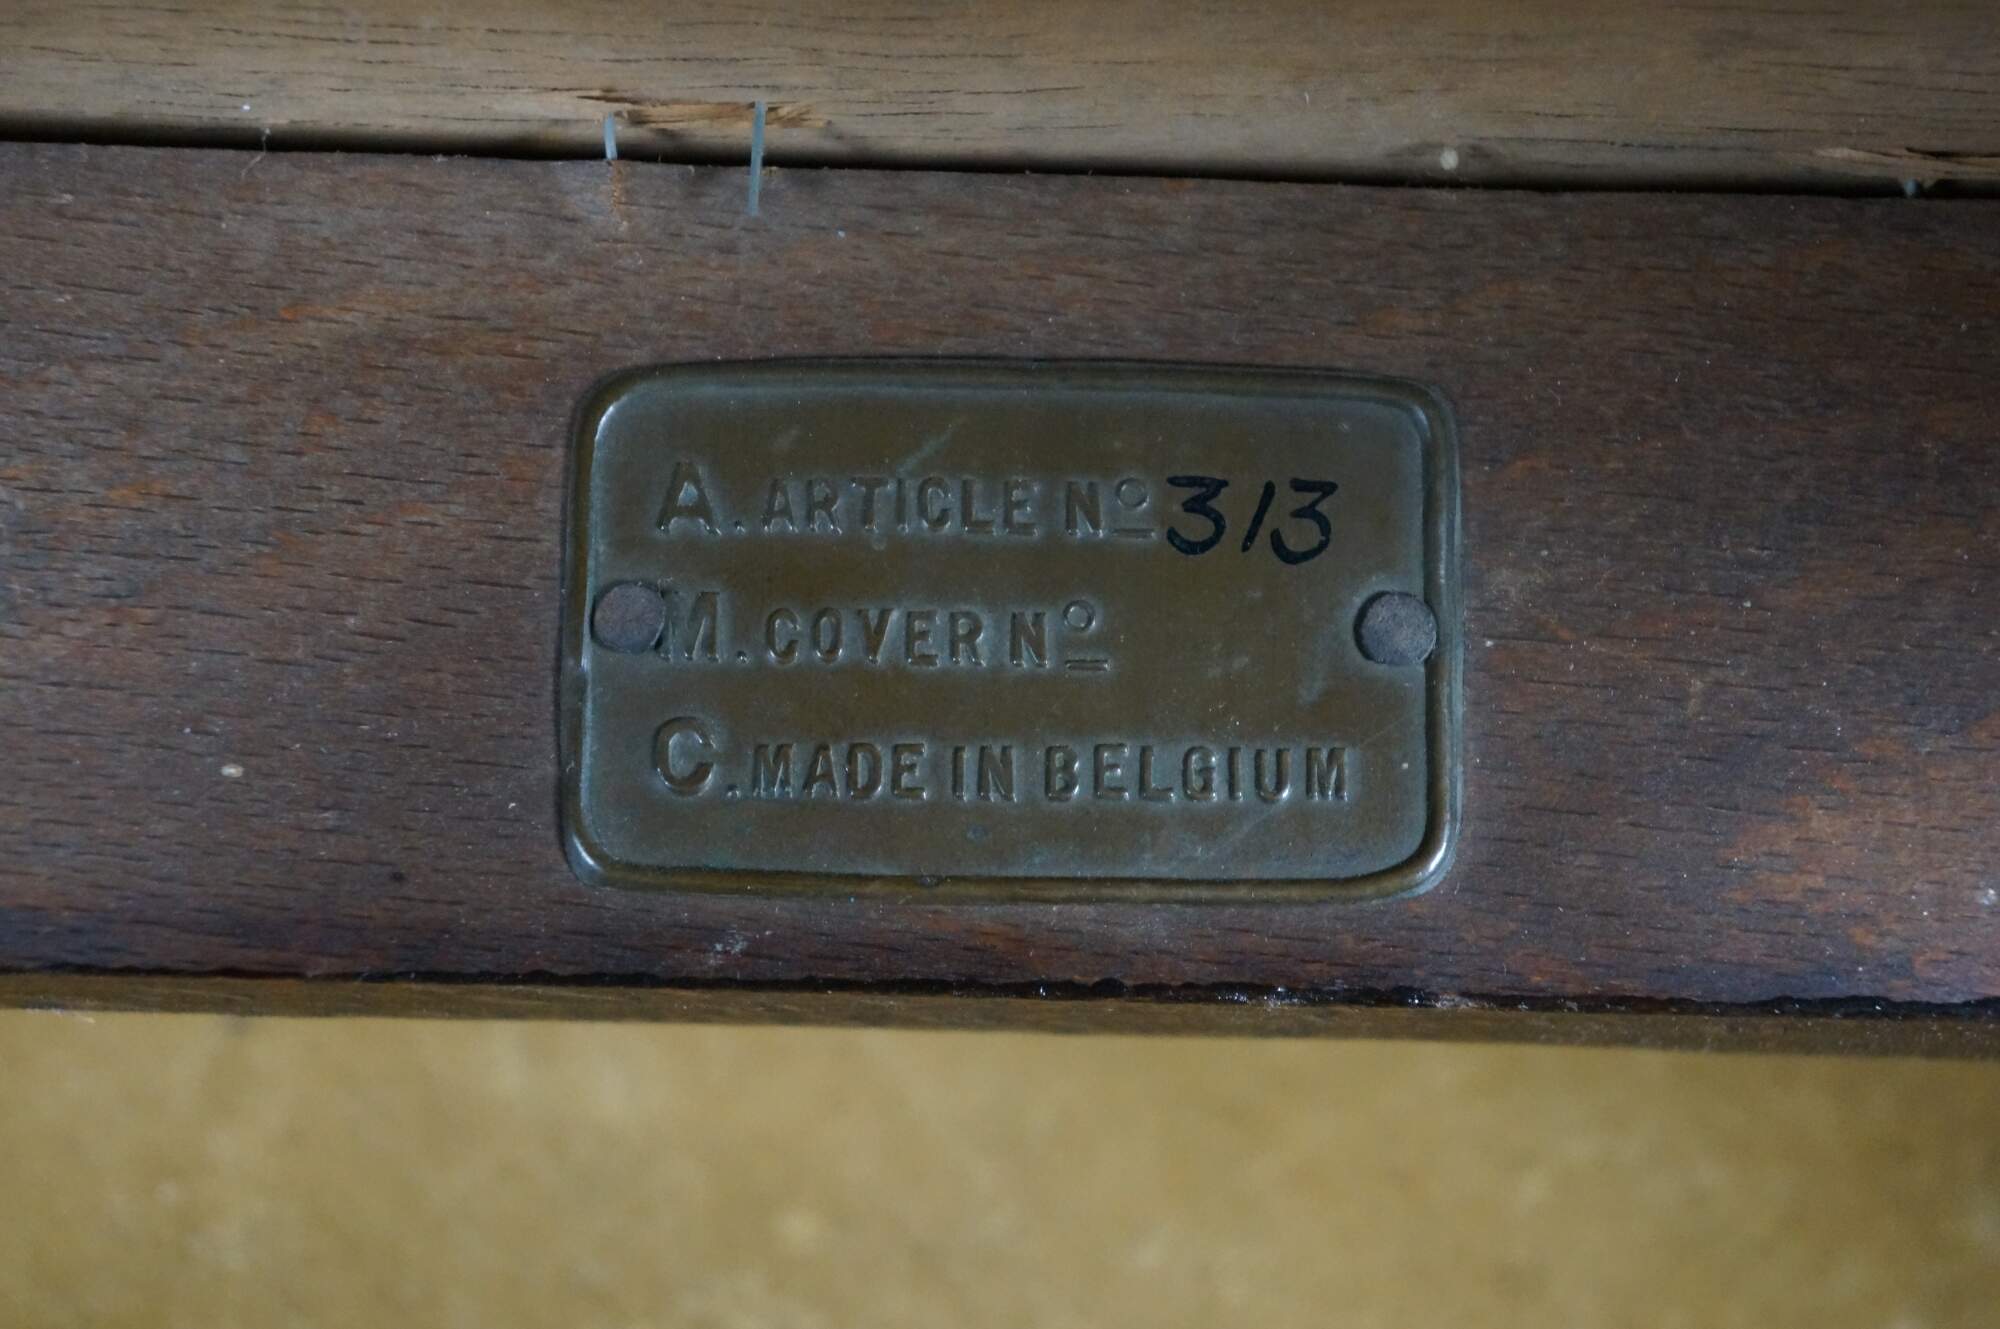 A. ARTICLE Nº 313
M. COVER Nº
C. MADE IN BELGIUM